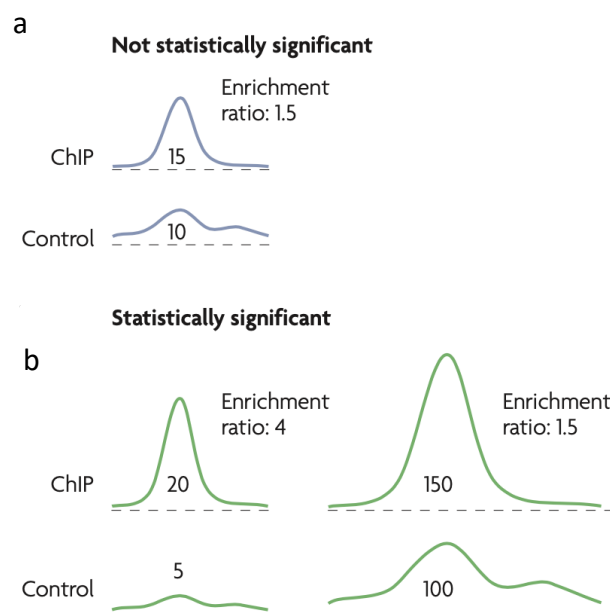 a
Not statistically significant
Enrichment
ratio: 1.5
ChIP
15
Control
10
Statistically significant
b
Enrichment
ratio: 4
Enrichment
ratio: 1.5
ChIP
20
150
5
Control
100